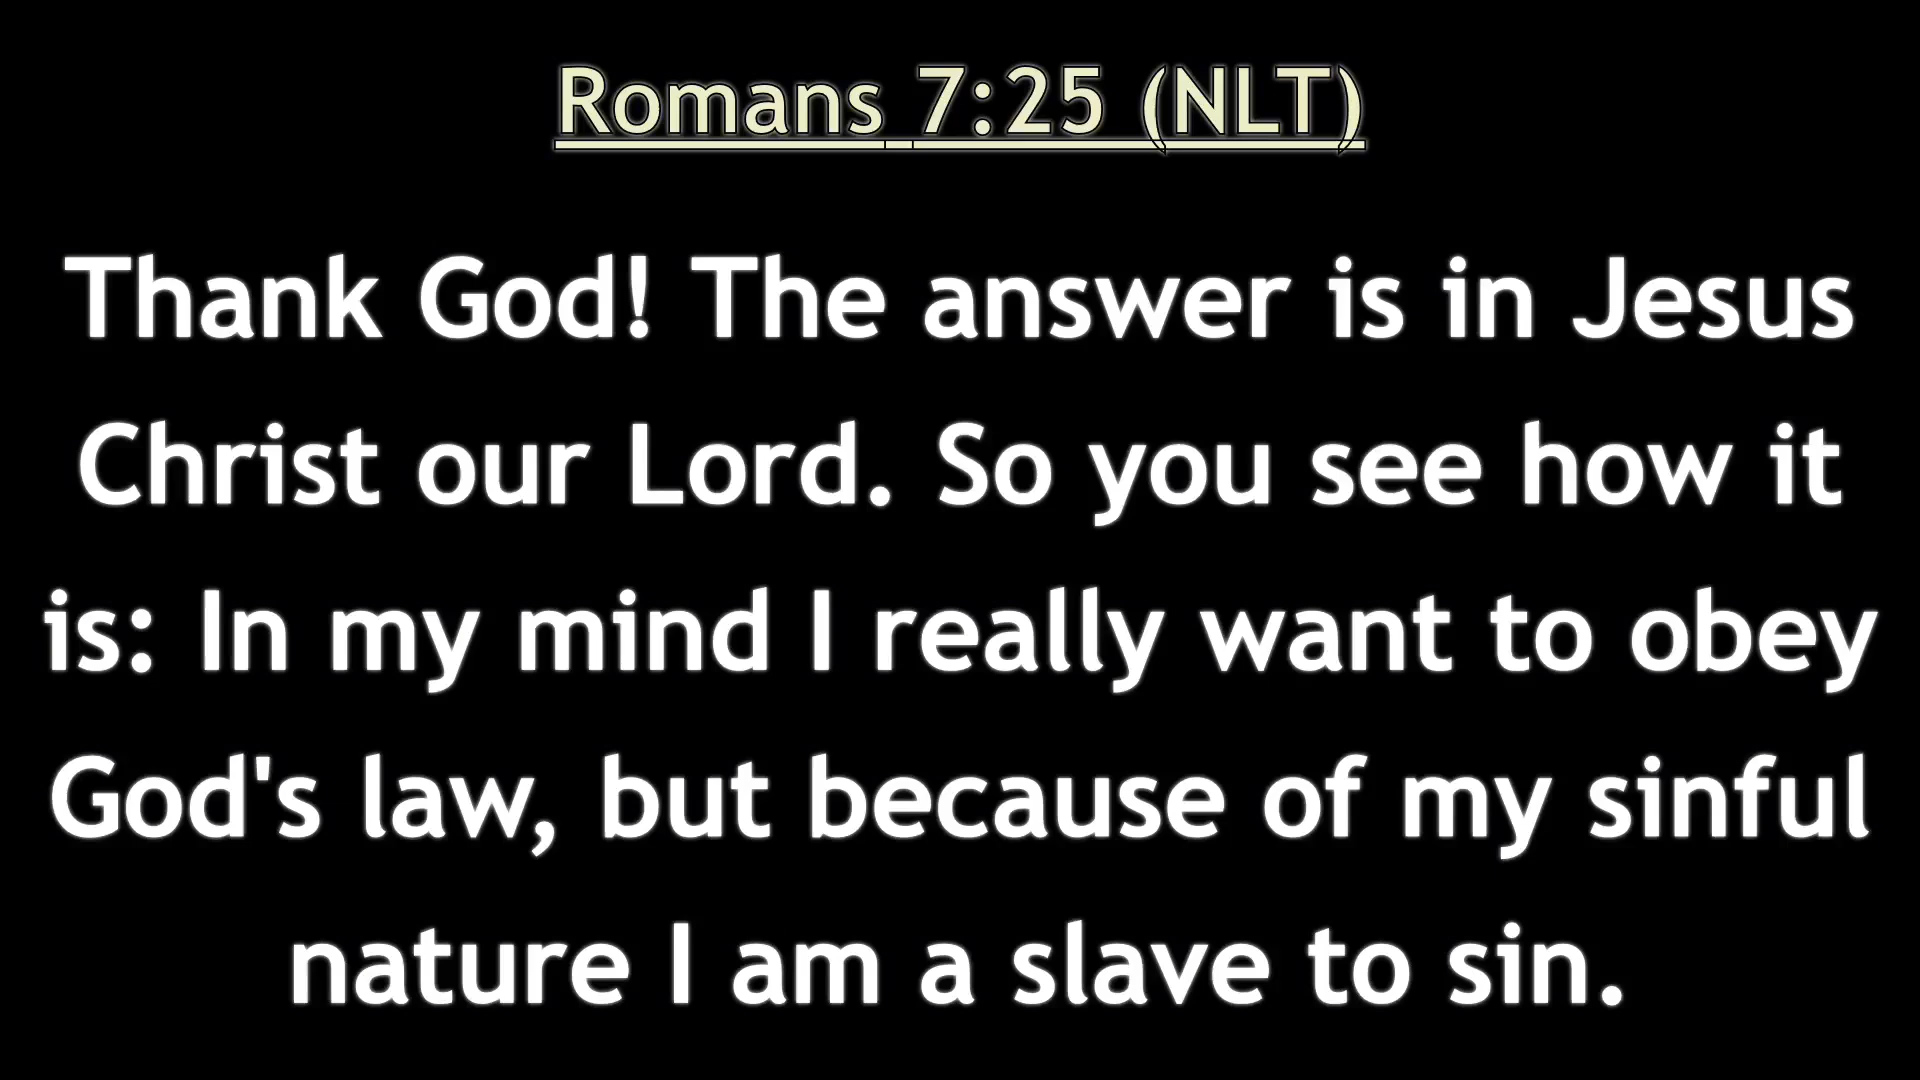 Romans 7:25 (NLT)
Thank God! The answer is in Jesus
Christ our Lord. So you see how it
is: In my mind I really want to obey
God's law, but because of my sinful
nature I am a slave to sin.